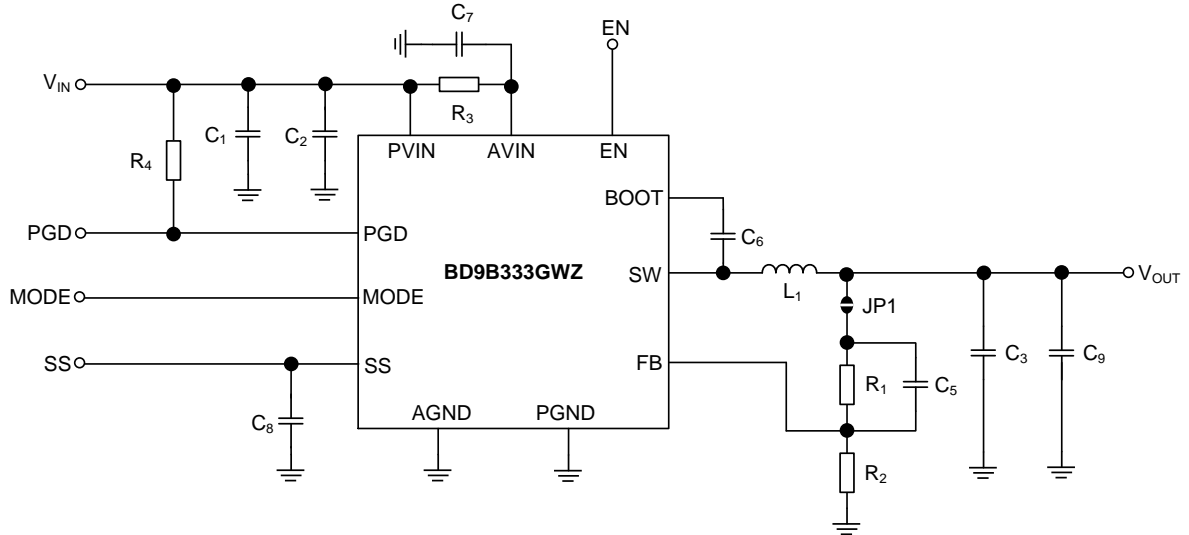 C7
EN
VIN
R3
C1
C2
R4
PVIN
AVIN
EN
BOOT
C6
PGD
PGD
BD9B333GWZ
SW
VOUT
L1
MODE
MODE
JP1
SS
SS
FB
R1
C5
C3
C9
C8
AGND
PGND
R2